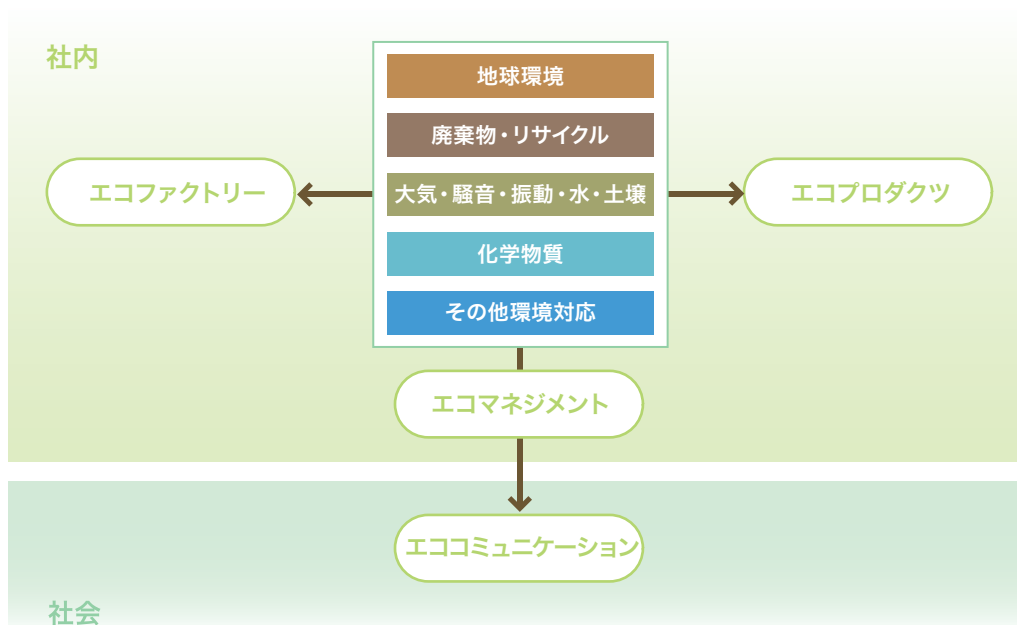 社内
地球環境
廃棄物・リサイクル
エコファクトリー
大気・騒音・振動・水・土壌
エコプロダクツ
化学物質
その他環境対応
エコマネジメント
エココミュニケーション
社会